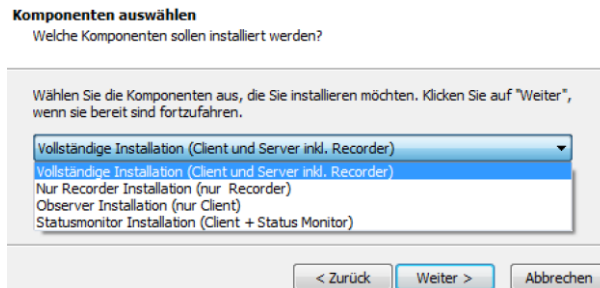 Komponenten auswählen
Welche Komponenten sollen installiert werden?
Wählen Sie die Komponenten aus, die Sie installieren möchten. Klicken Sie auf "Weiter",
wenn sie bereit sind fortzufahren.
Vollständige Installation (Client und Server inkl. Recorder)
Vollständige Installation (Client und Server inkl. Recorder)
Nur Recorder Installation (nur  Recorder)
Observer Installation (nur Client)
Statusmonitor Installation (Client + Status Monitor)
< Zurück Weiter > Abbrechen